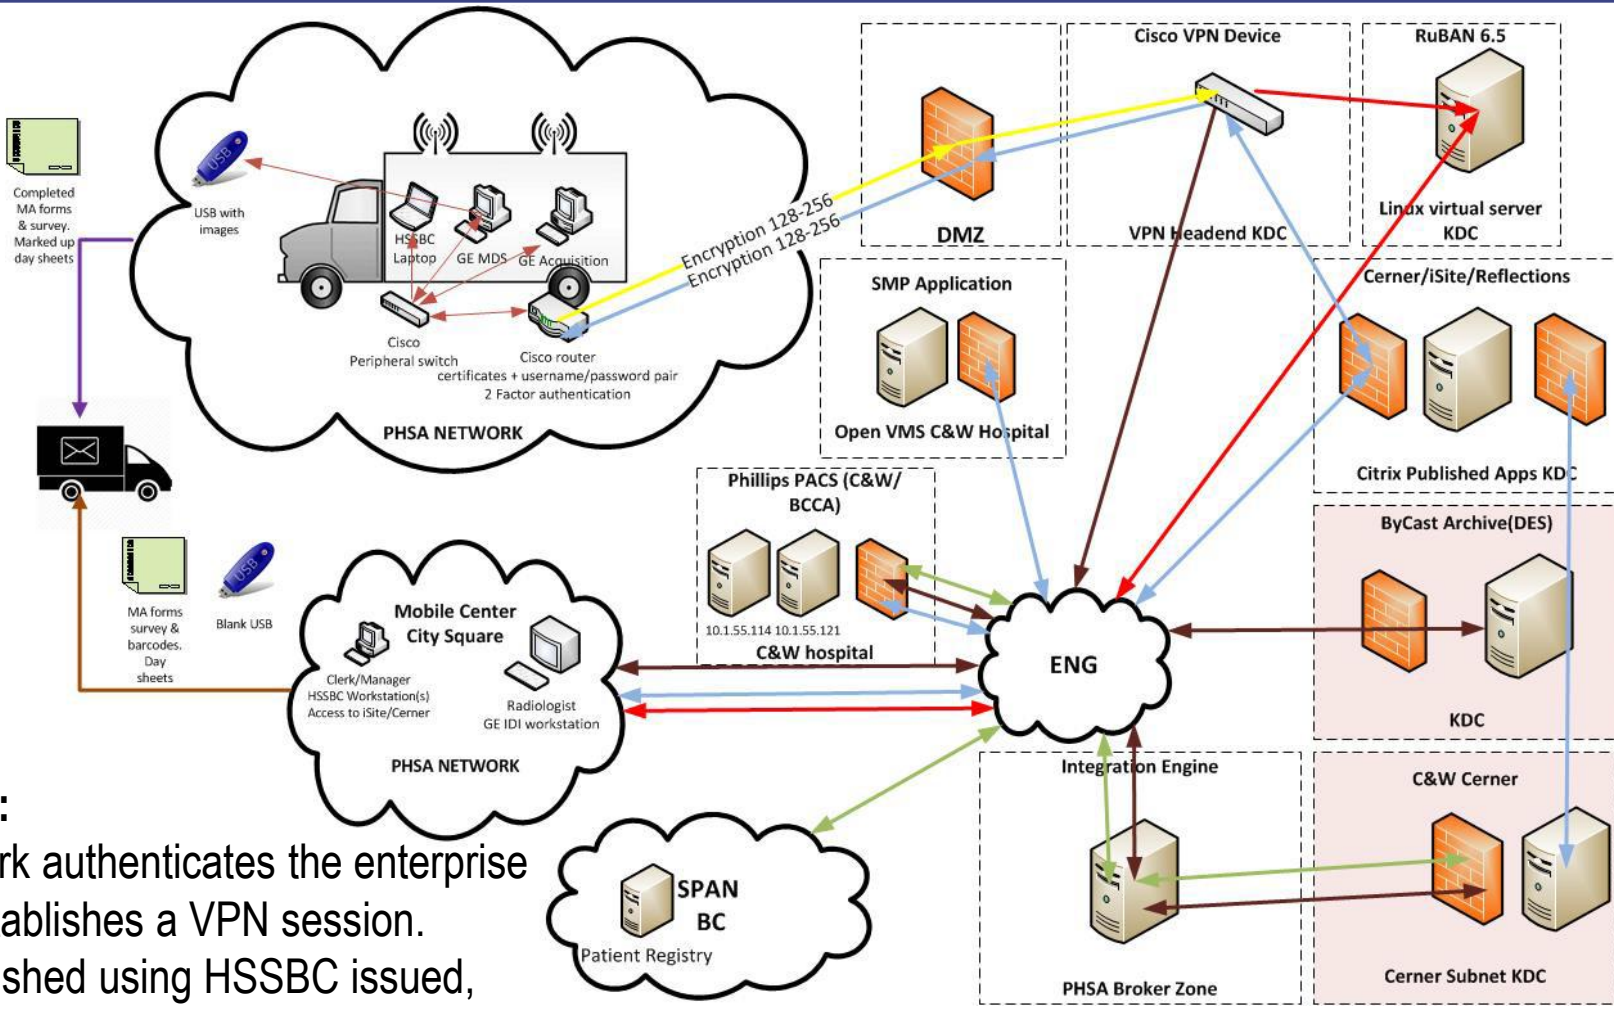 Completed
MA forms
& survey.
Marked up
day sheets
USB
USB with
images
HSSBC
Laptop
GE MDS
GE Acquisition
Cisco
Peripheral switch
Cisco router
certificates + username/password pair
2 Factor authentication
PHSA NETWORK
Encryption 128-256
Encryption 128-256
DMZ
Cisco VPN Device
VPN Headend KDC
RuBAN 6.5
Linux virtual server
KDC
SMP Application
Open VMS C&W Hospital
Cerner/iSite/Reflections
Citrix Published Apps KDC
Phillips PACS (C&W/
BCCA)
10.1.55.114 10.1.55.121
C&W hospital
ByCast Archive(DES)
KDC
MA forms
survey &
barcodes.
Day
sheets
USB
Blank USB
Mobile Center
City Square
Clerk/Manager
HSSBC Workstation(s)
Access to iSite/Cerner
Radiologist
GE IDI workstation
PHSA NETWORK
ENG
Integration Engine
PHSA Broker Zone
C&W Cerner
Cerner Subnet KDC
SPAN
BC
Patient Registry
:
rk authenticates the enterprise
ablishes a VPN session.
shed using HSSBC issued,